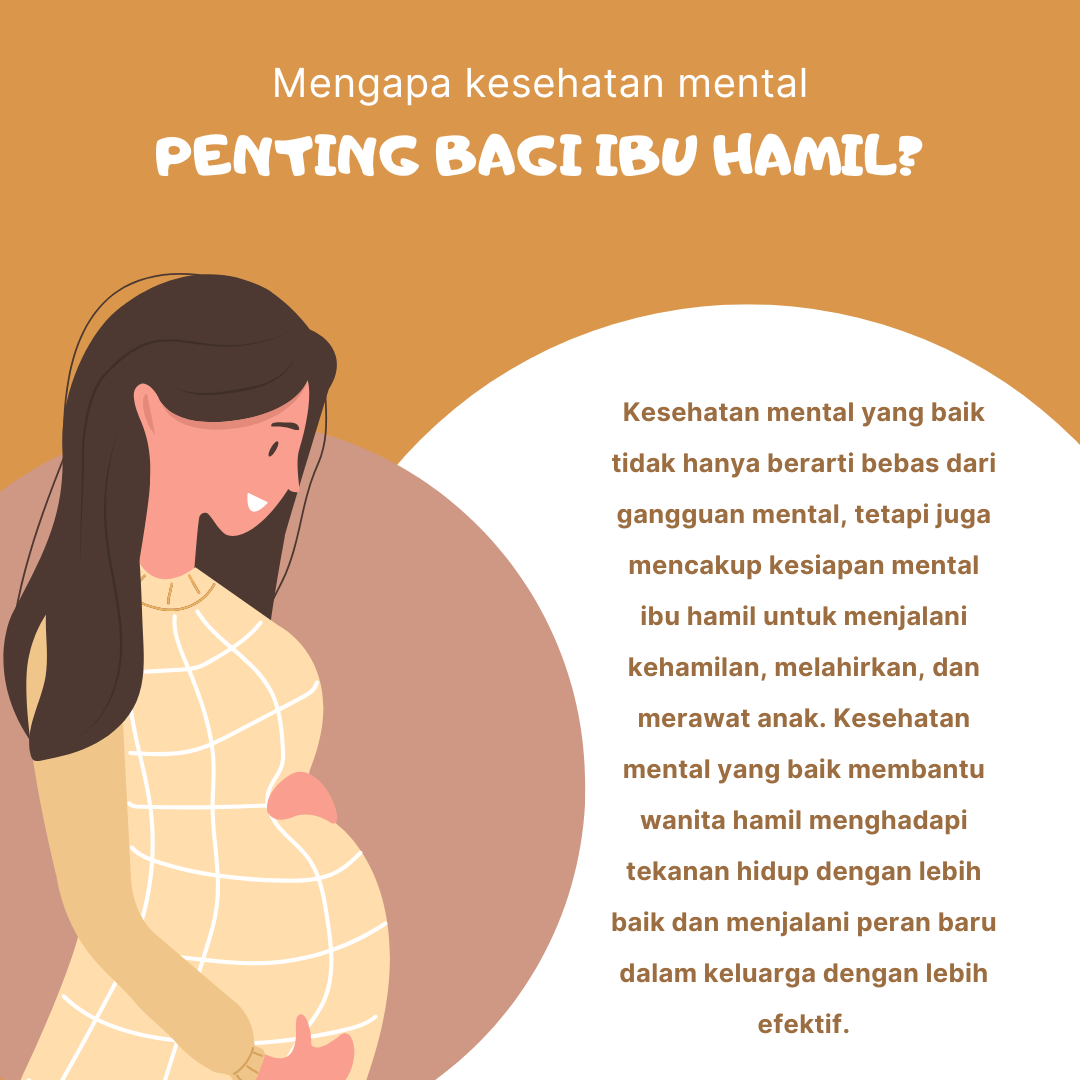 Mengapa kesehatan mental
PENTING BAGI IBU HAMIL?
Kesehatan mental yang baik
tidak hanya berarti bebas dari
gangguan mental, tetapi juga
mencakup kesiapan mental
ibu hamil untuk menjalani
kehamilan, melahirkan, dan
merawat anak. Kesehatan
mental yang baik membantu
wanita hamil menghadapi
tekanan hidup dengan lebih
baik dan menjalani peran baru
dalam keluarga dengan lebih
efektif.